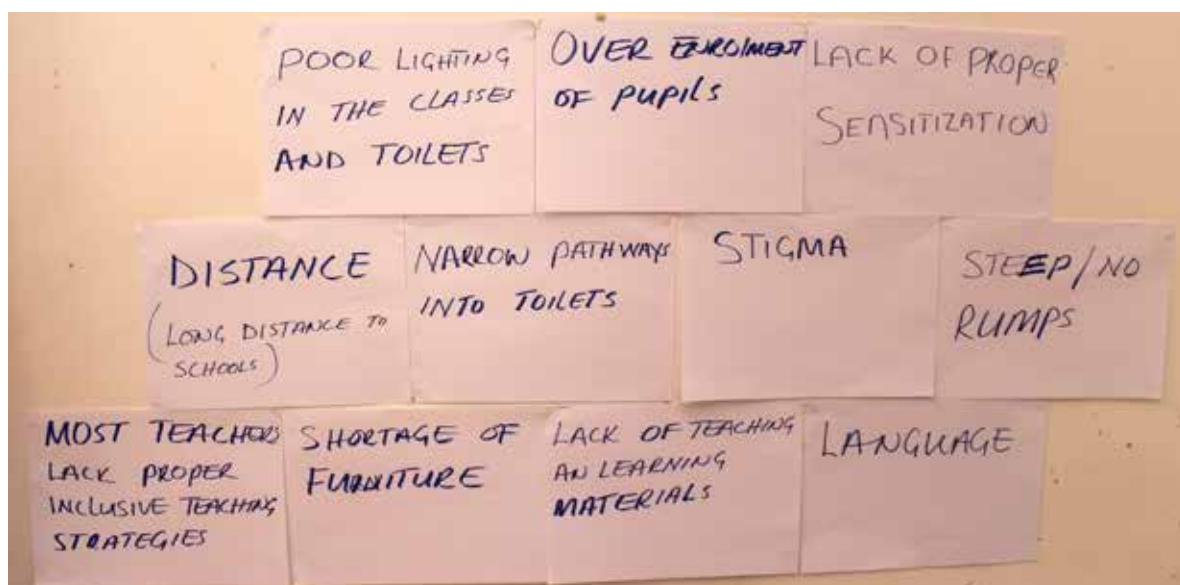 POOR LIGHTING
IN THE CLASSES
AND TOILETS
OVER ENROLMENT
OF PUPILS
LACK OF PROPER
SENSITIZATION
DISTANCE
(LONG DISTANCE TO
SCHOOLS)
NARROW PATHWAYS
INTO TOILETS
STIGMA
STEEP/NO
RUMPS
MOST TEACHERS
LACK PROPER
INCLUSIVE TEACHING
STRATEGIES
SHORTAGE OF
FURNITURE
LACK OF TEACHING
AN LEARNING
MATERIALS
LANGUAGE